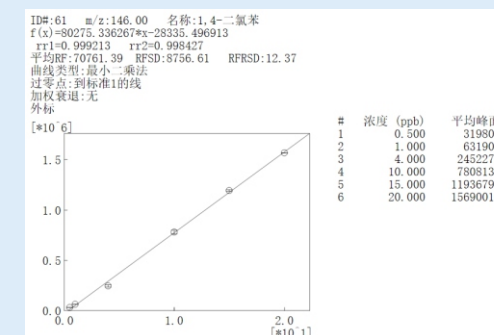 ID#:61 m/z:146.00 名称:1,4-二氯苯
f(x)=80275.336267*x-28335.496913
rr1=0.999213 rr2=0.998427
平均RF:70761.39 RFSD:8756.61 RFRSD:12.37
曲线类型:最小二乘法
过零点:到标准1的线
加权衰退:无
外标
[*10^6]
1.5
1.0
0.5
0.0
0.0 1.0 2.0
[*10^1]
# 浓度 (ppb) 平均峰面
1 0.500 31980
2 1.000 63190
3 4.000 245227
4 10.000 780813
5 15.000 1193679
6 20.000 1569001